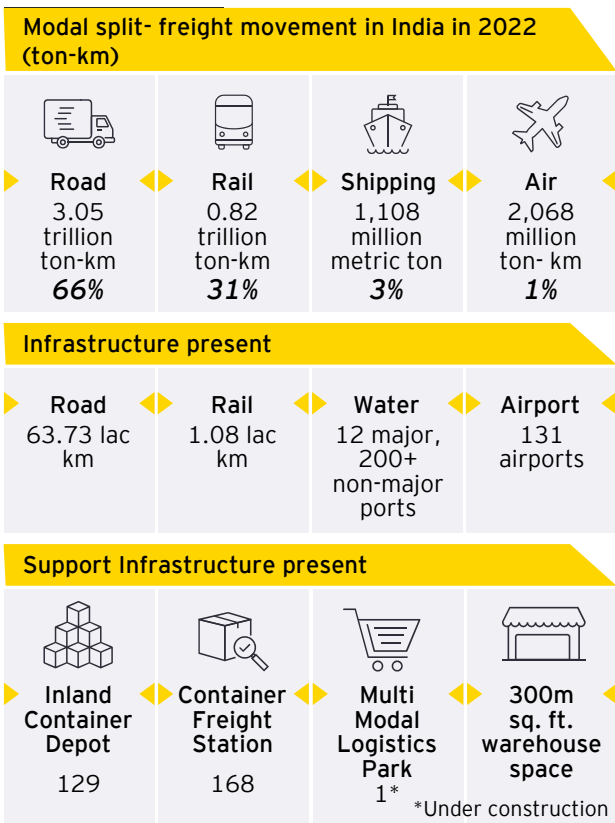 Modal split- freight movement in India in 2022
(ton-km)
Road
3.05
trillion
ton-km
66%
Rail
0.82
trillion
ton-km
31%
Shipping
1,108
million
metric ton
3%
Air
2,068
million
ton- km
1%
Infrastructure present
Road
63.73 lac
km
Rail
1.08 lac
km
Water
12 major,
200+
non-major
ports
Airport
131
airports
Support Infrastructure present
Inland
Container
Depot
129
Container
Freight
Station
168
Multi
Modal
Logistics
Park
1*
300m
sq. ft.
warehouse
space
*Under construction